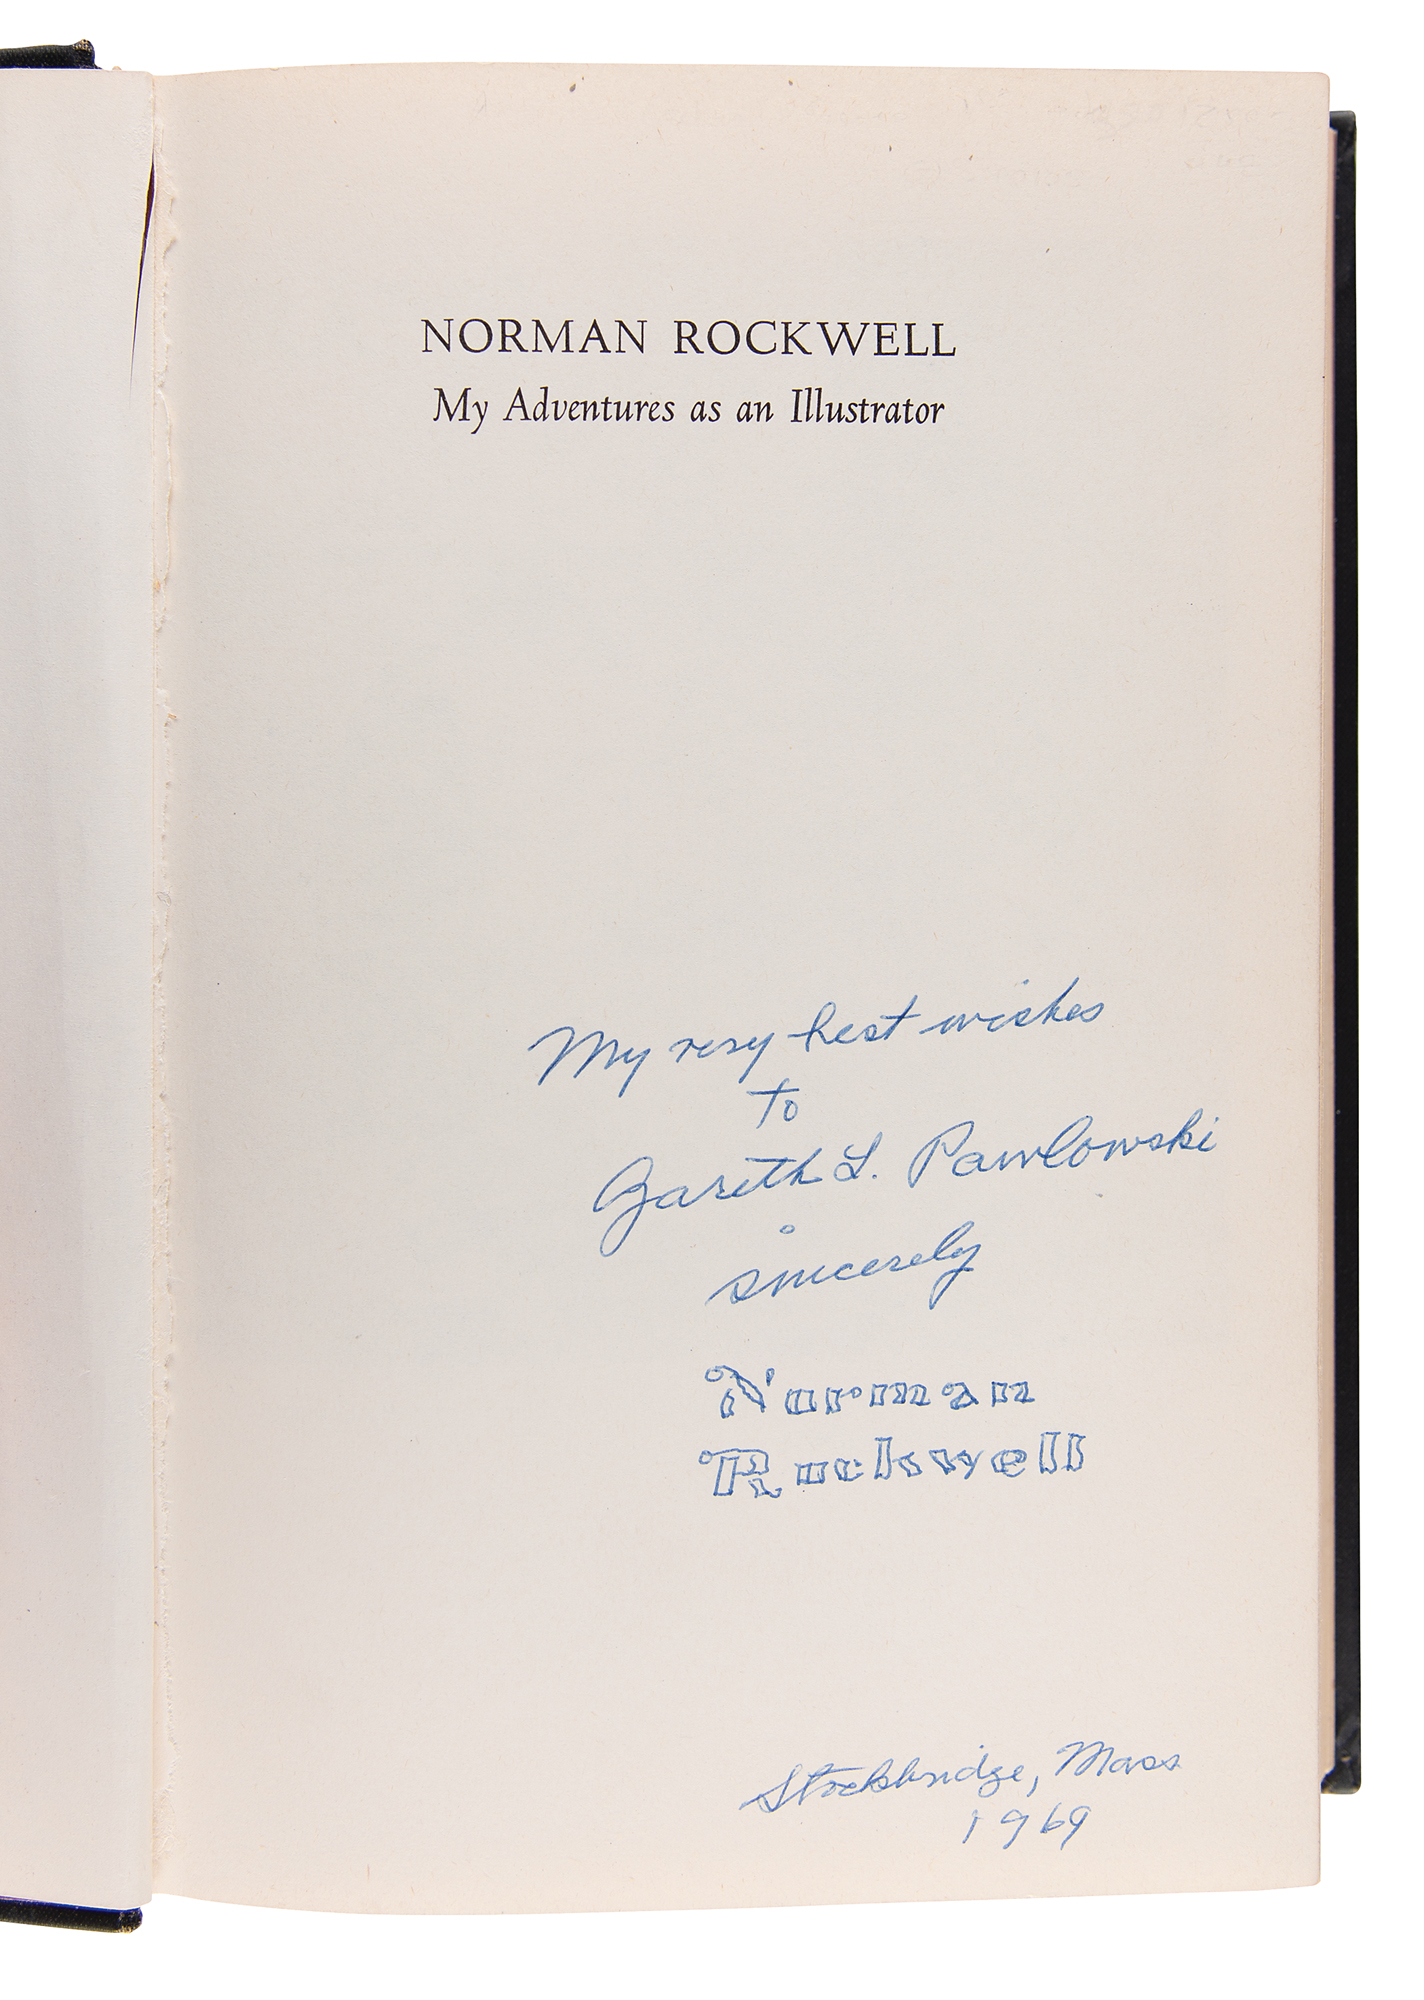 NORMAN ROCKWELL
My Adventures as an Illustrator
My very best wishes
to
Gareth L. Pawlowski
sincerely
Norman
Rockwell
Stockbridge, Mass
1969